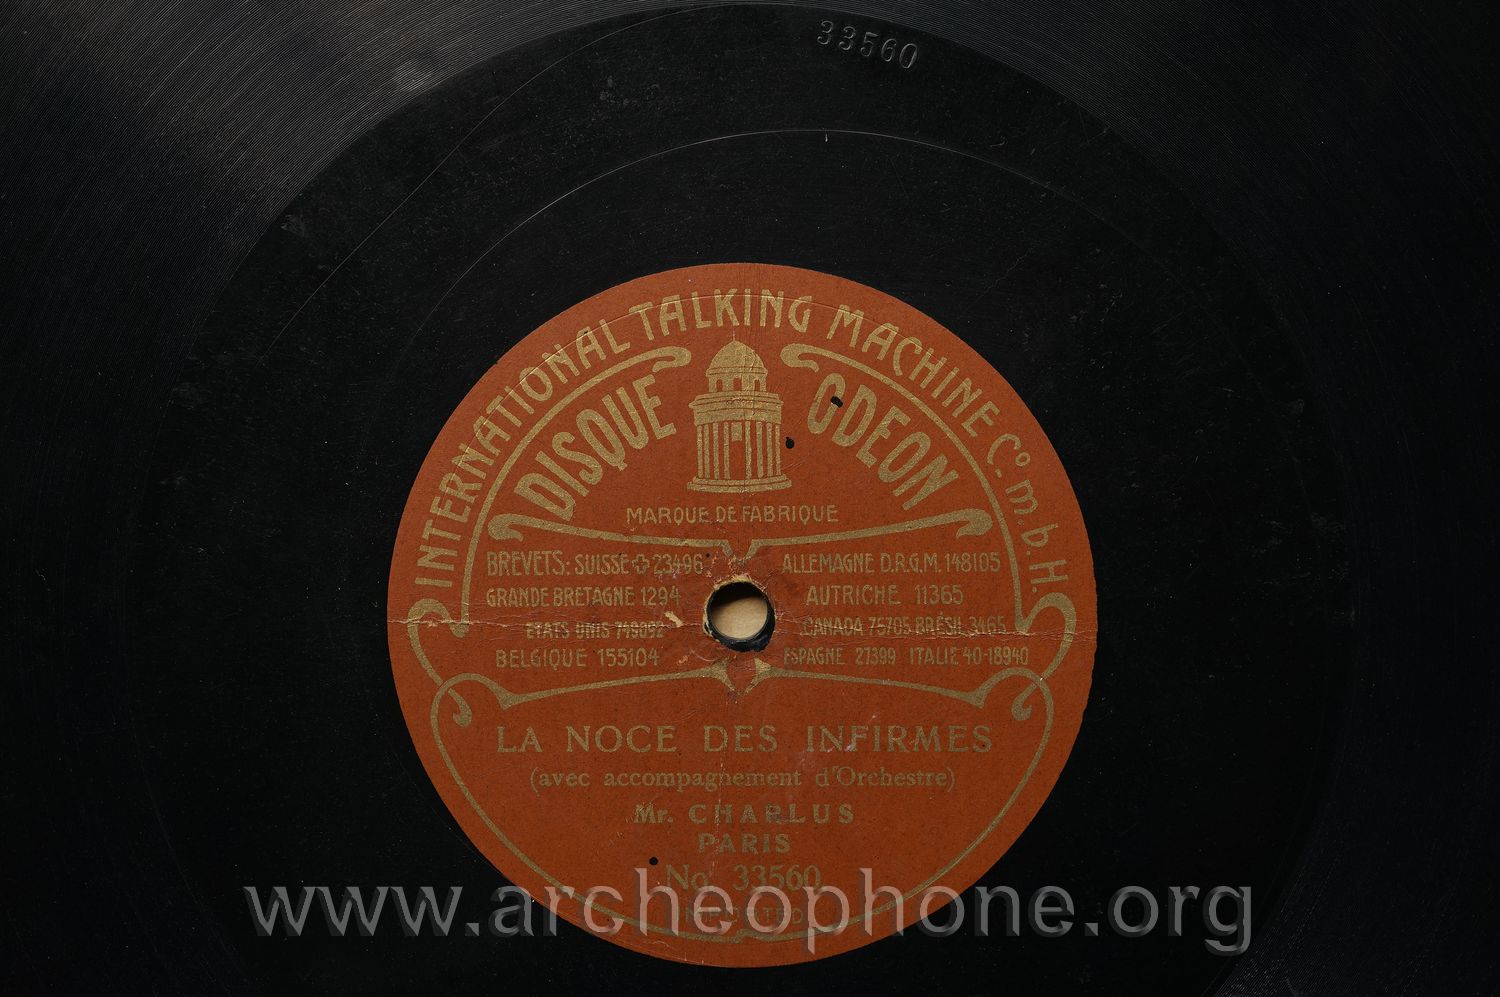 33560
INTERNATIONAL TALKING MACHINE Co. m. b. H.
DISQUE ODEON
MARQUE DE FABRIQUE
BREVETS: SUISSE 23496
GRANDE BRETAGNE 1294
ETATS UNIS 749092
BELGIQUE 155104
ALLEMAGNE D.R.G.M. 148105
AUTRICHE 11365
CANADA 75705 BRÉSIL 3465
ESPAGNE 27399 ITALIE 40-18940
LA NOCE DES INFIRMES
(avec accompagnement d'Orchestre)
Mr. CHARLUS
PARIS
No. 33560
IMPORTED
www.archeophone.org